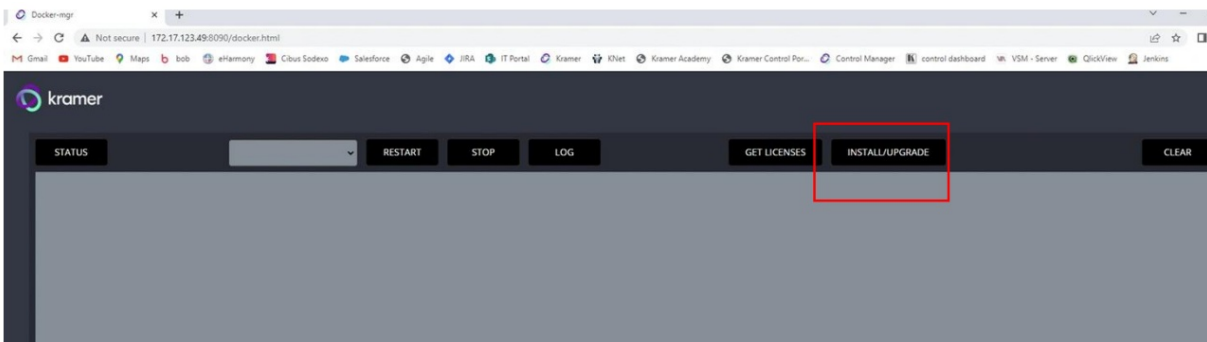 Docker-mgr
Not secure | 172.17.123.49:8090/docker.html
Gmail YouTube Maps bob eHarmony Cibus Sodexo Salesforce Agile JIRA IT Portal Kramer KNet Kramer Academy Kramer Control Por... Control Manager control dashboard VSM - Server QlickView Jenkins
kramer
STATUS RESTART STOP LOG GET LICENSES INSTALL/UPGRADE CLEAR